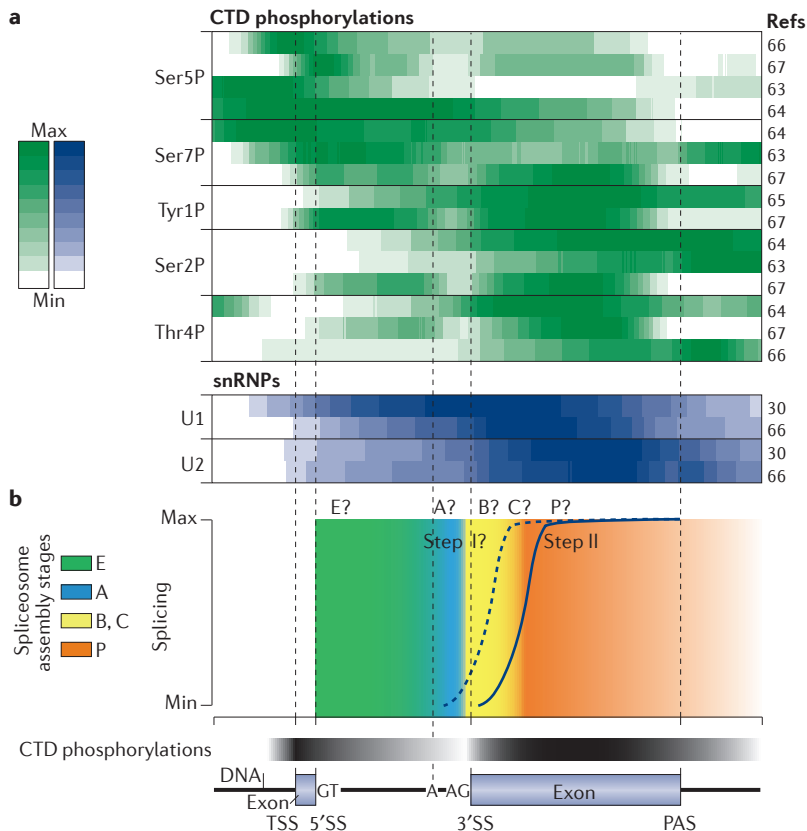 a
CTD phosphorylations
Refs
Max
Min
Ser5P
66
67
63
64
Ser7P
64
63
67
Tyr1P
65
67
Ser2P
64
63
67
Thr4P
64
67
66
snRNPs
U1
30
66
U2
30
66
b
E?
A?
B?
C?
P?
Step I?
Step II
Max
Splicing
Min
Spliceosome
assembly stages
E
A
B, C
P
CTD phosphorylations
DNA
Exon
GT
A
AG
Exon
TSS
5′SS
3′SS
PAS